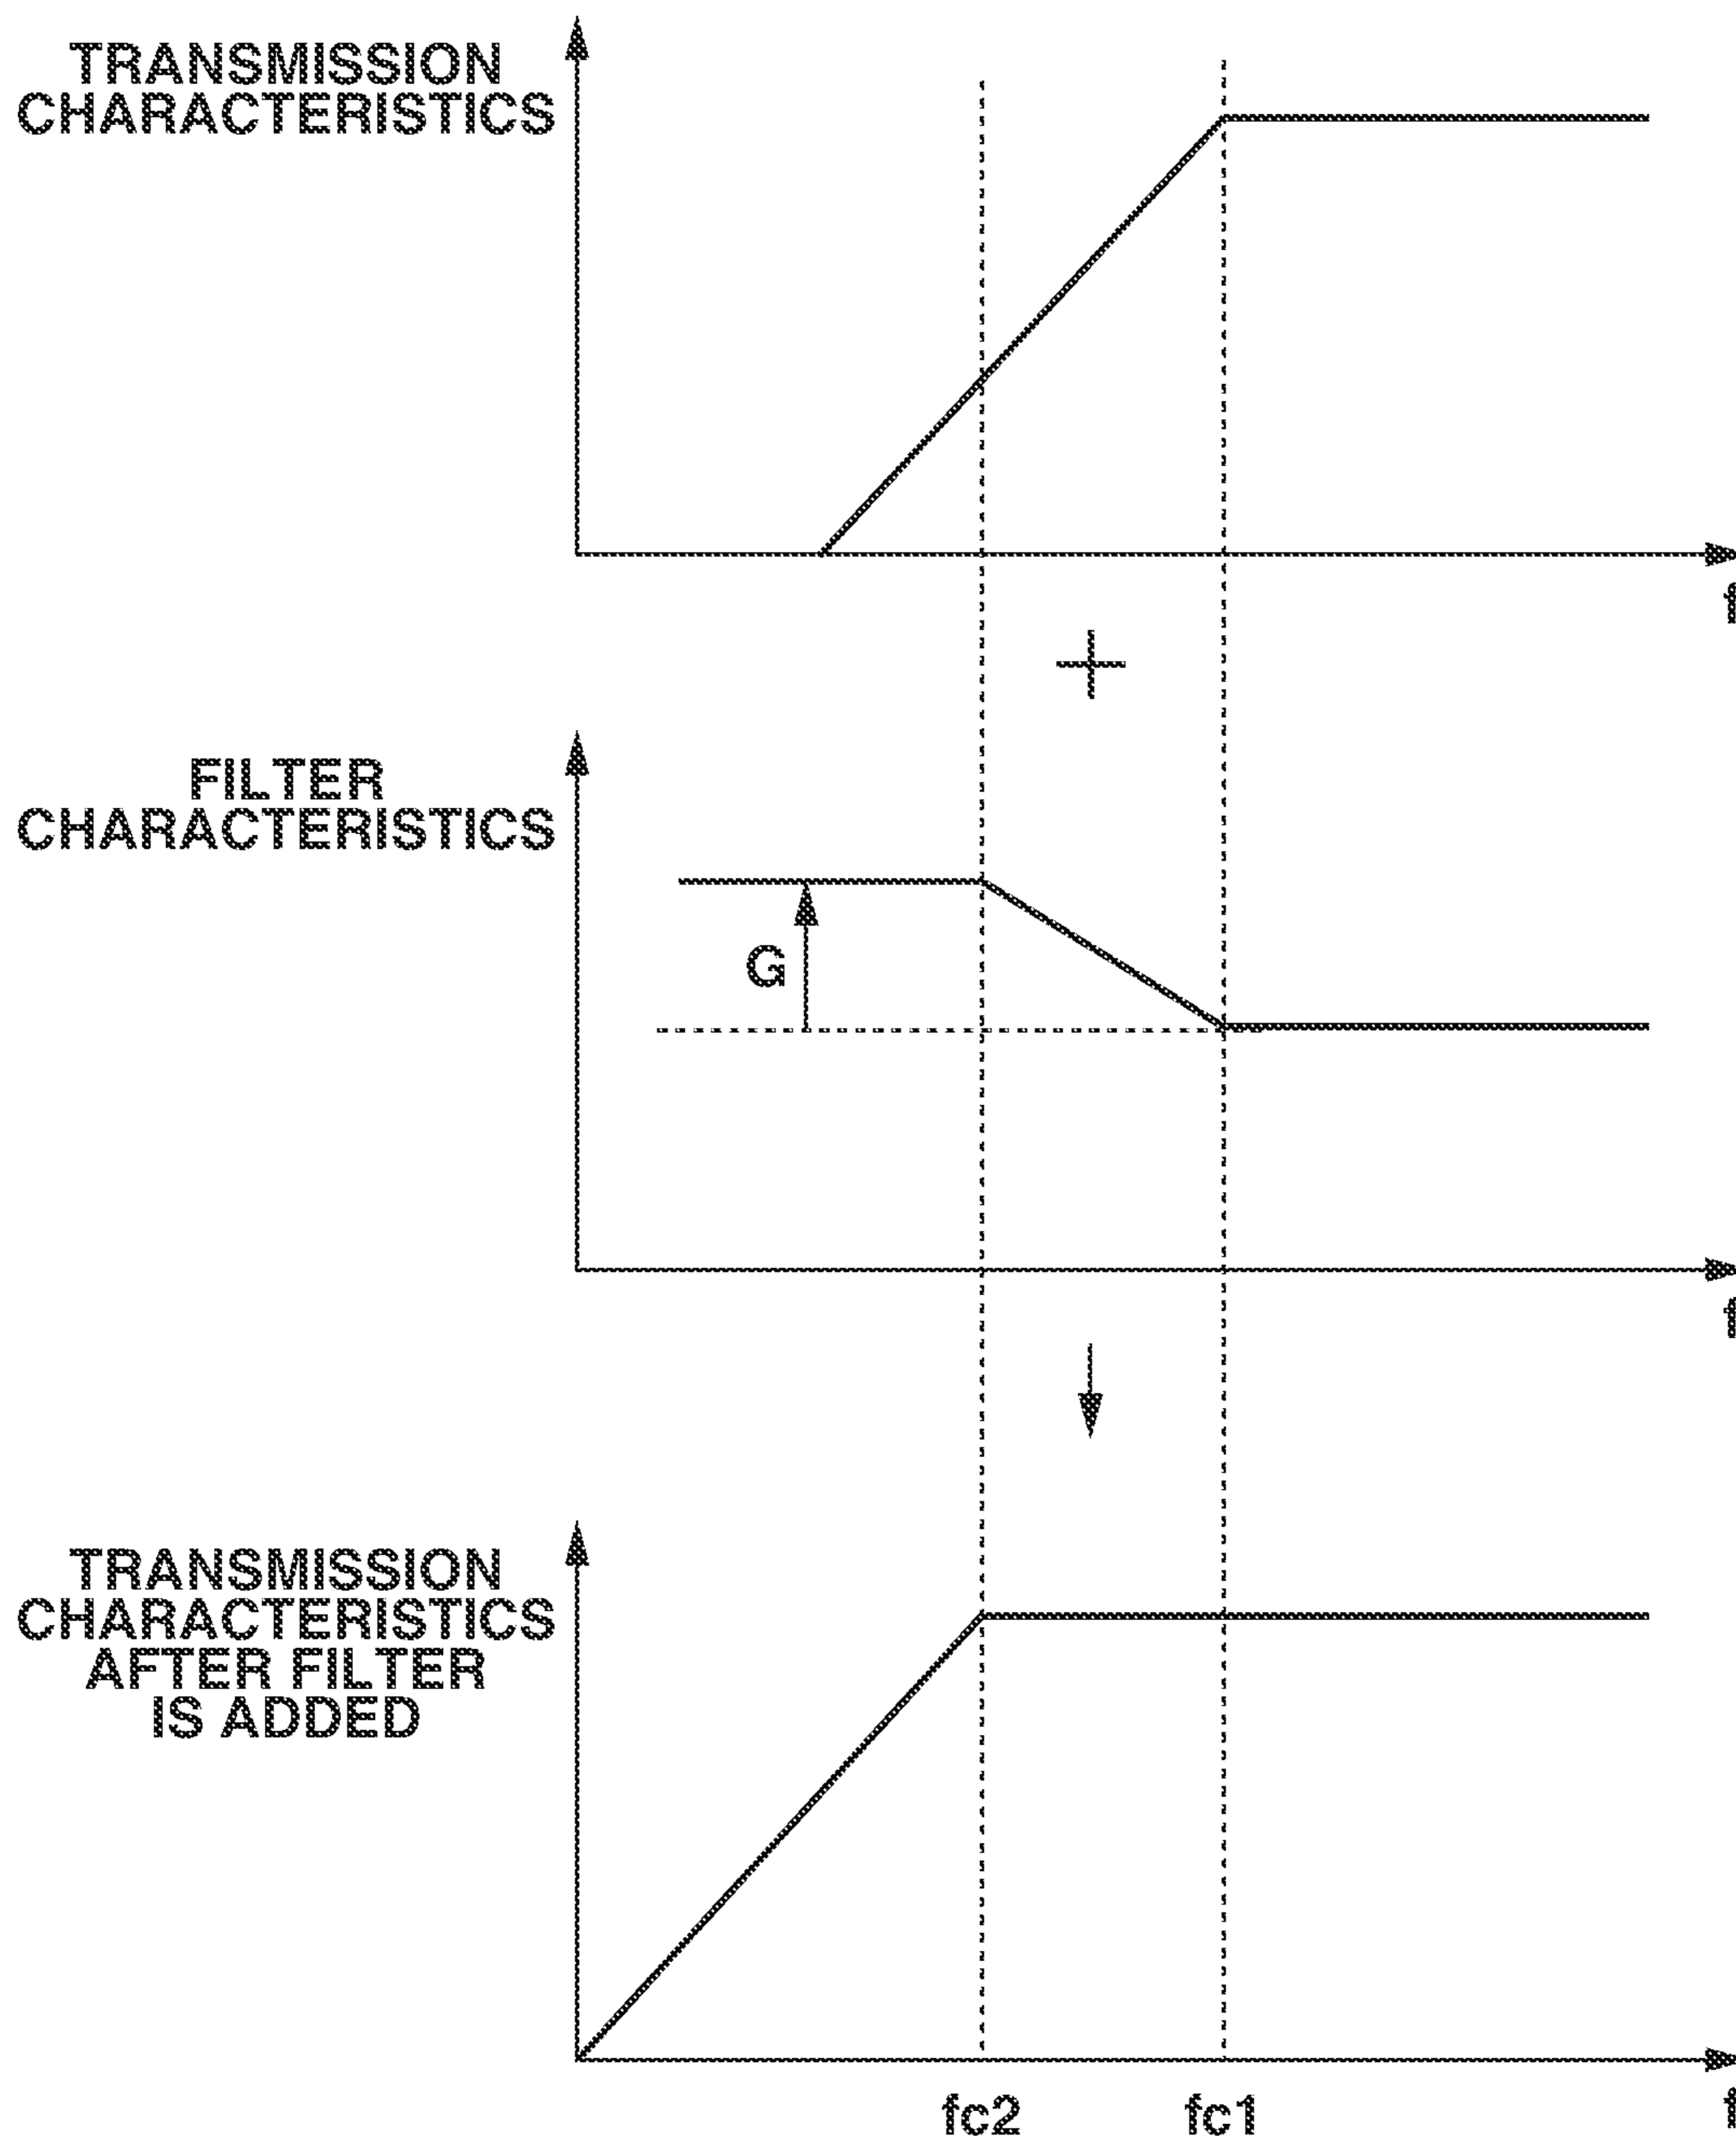 TRANSMISSION
CHARACTERISTICS
f
+
FILTER
CHARACTERISTICS
G
f
TRANSMISSION
CHARACTERISTICS
AFTER FILTER
IS ADDED
fc2 fc1 f